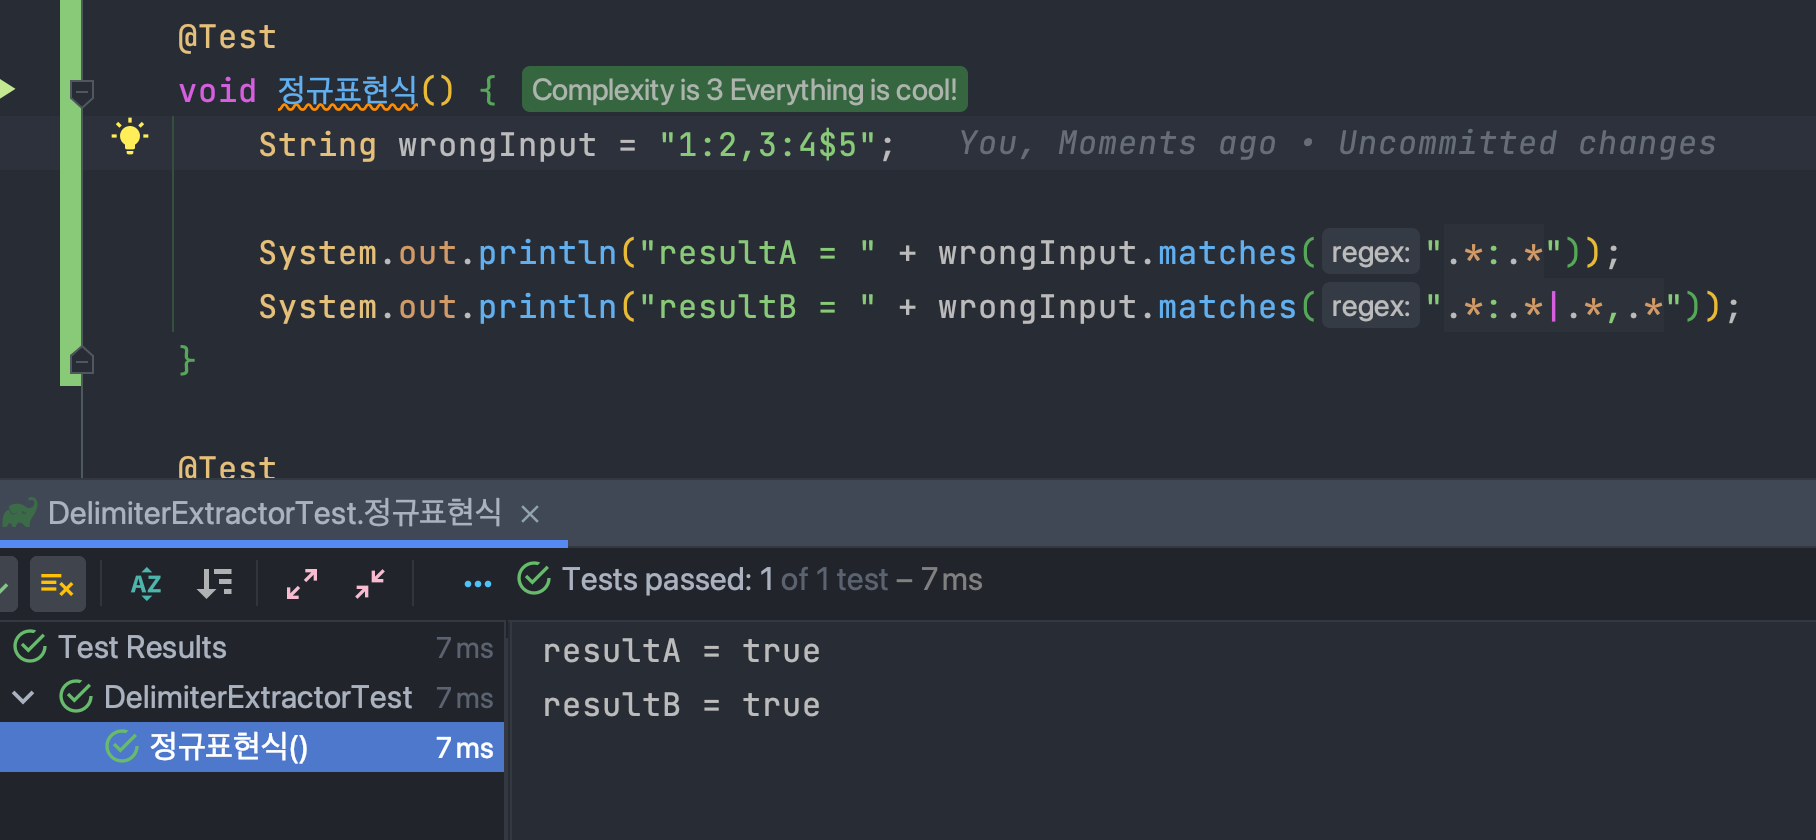 @Test
void 정규표현식() { Complexity is 3 Everything is cool!
String wrongInput = "1:2,3:4$5"; You, Moments ago • Uncommitted changes
System.out.println("resultA = " + wrongInput.matches( regex: ".*:.*"));
System.out.println("resultB = " + wrongInput.matches( regex: ".*:.*|.*,.*"));
}
@Test
DelimiterExtractorTest.정규표현식 ×
Tests passed: 1 of 1 test – 7 ms
Test Results 7 ms
DelimiterExtractorTest 7 ms
정규표현식() 7 ms
resultA = true
resultB = true